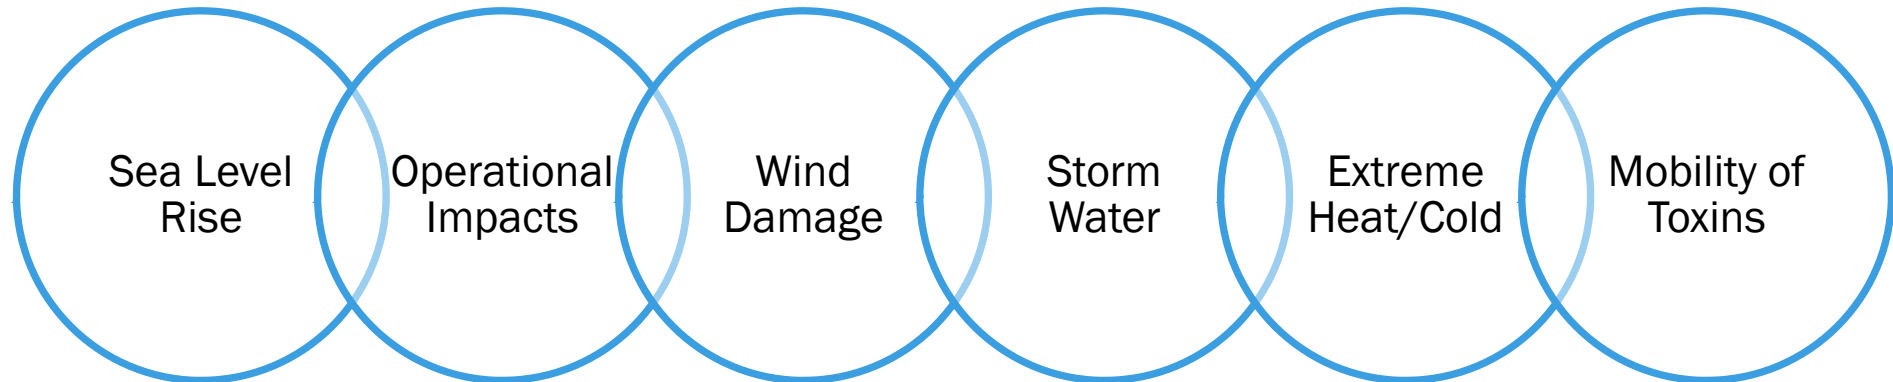 Sea Level
Rise
Operational
Impacts
Wind
Damage
Storm
Water
Extreme
Heat/Cold
Mobility of
Toxins